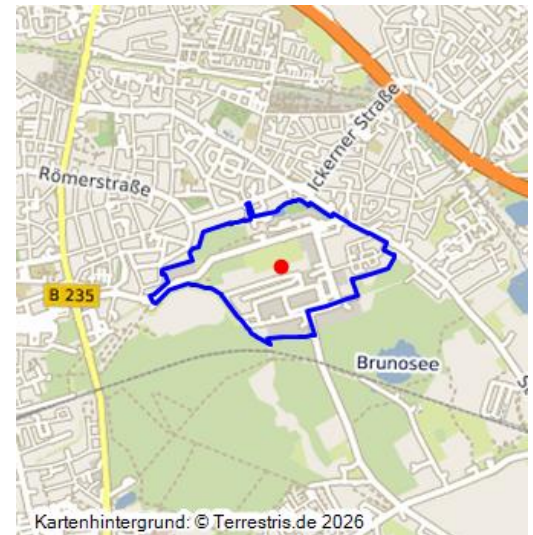 Ickerner Straße
Römerstraße
B 235
Brunosee
Kartenhintergrund: © Terrestris.de 2026